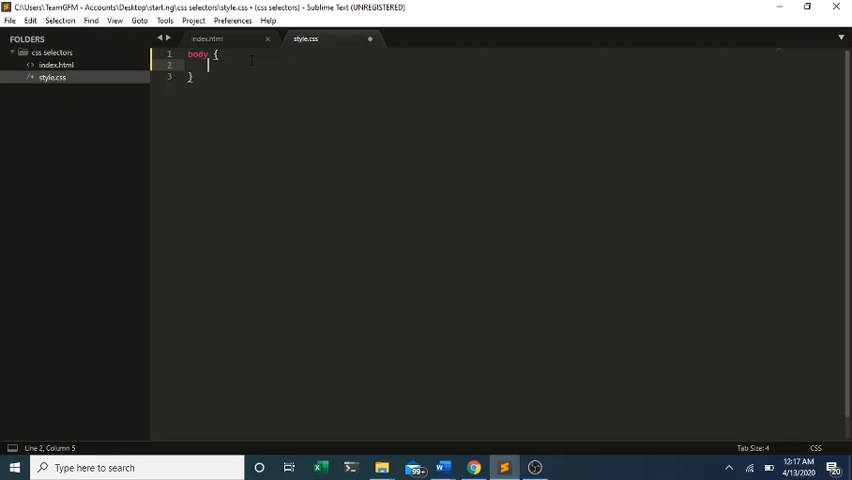 C:\Users\TeamGFM - Accounts\Desktop\start.ng\css selectors\style.css • (css selectors) - Sublime Text (UNREGISTERED)
File Edit Selection Find View Goto Tools Project Preferences Help
FOLDERS
css selectors
<> index.html
/* style.css
index.html × style.css
1 body {
2
3 }
Line 2, Column 5 Tab Size: 4 CSS
Type here to search
99+
12:17 AM
4/13/2020
20